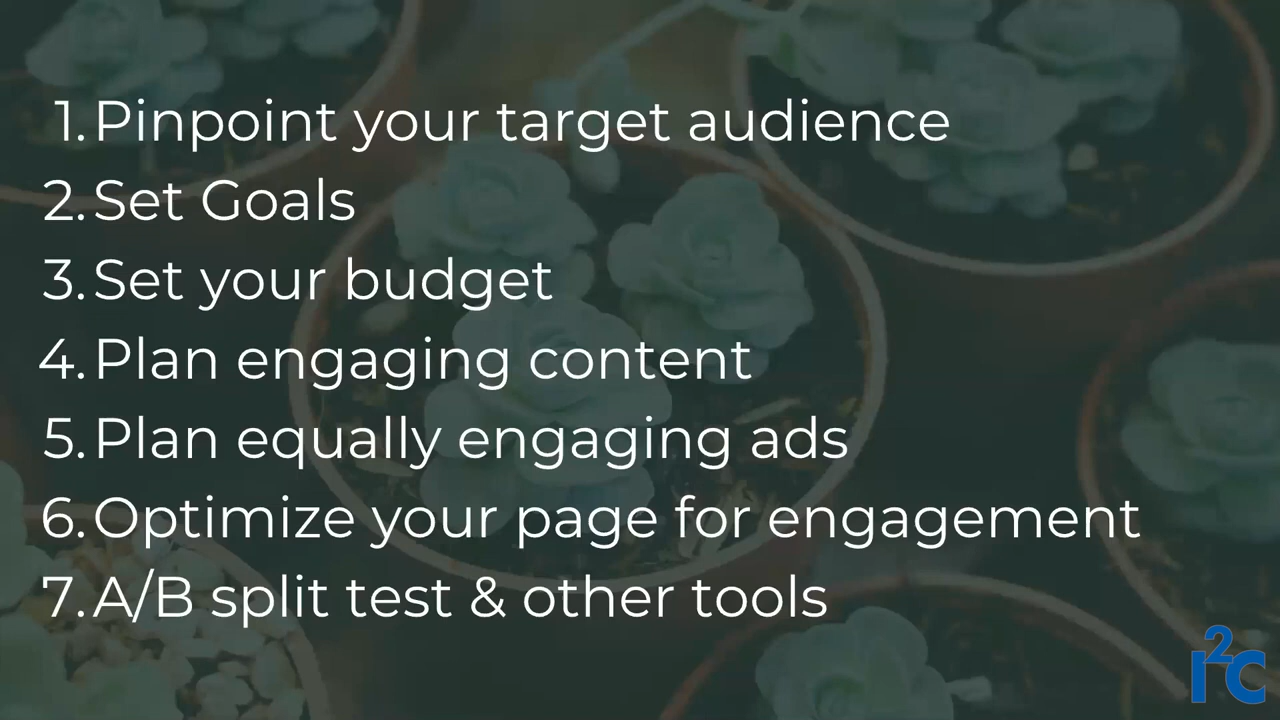 1. Pinpoint your target audience
2. Set Goals
3. Set your budget
4. Plan engaging content
5. Plan equally engaging ads
6. Optimize your page for engagement
7. A/B split test & other tools
I2C